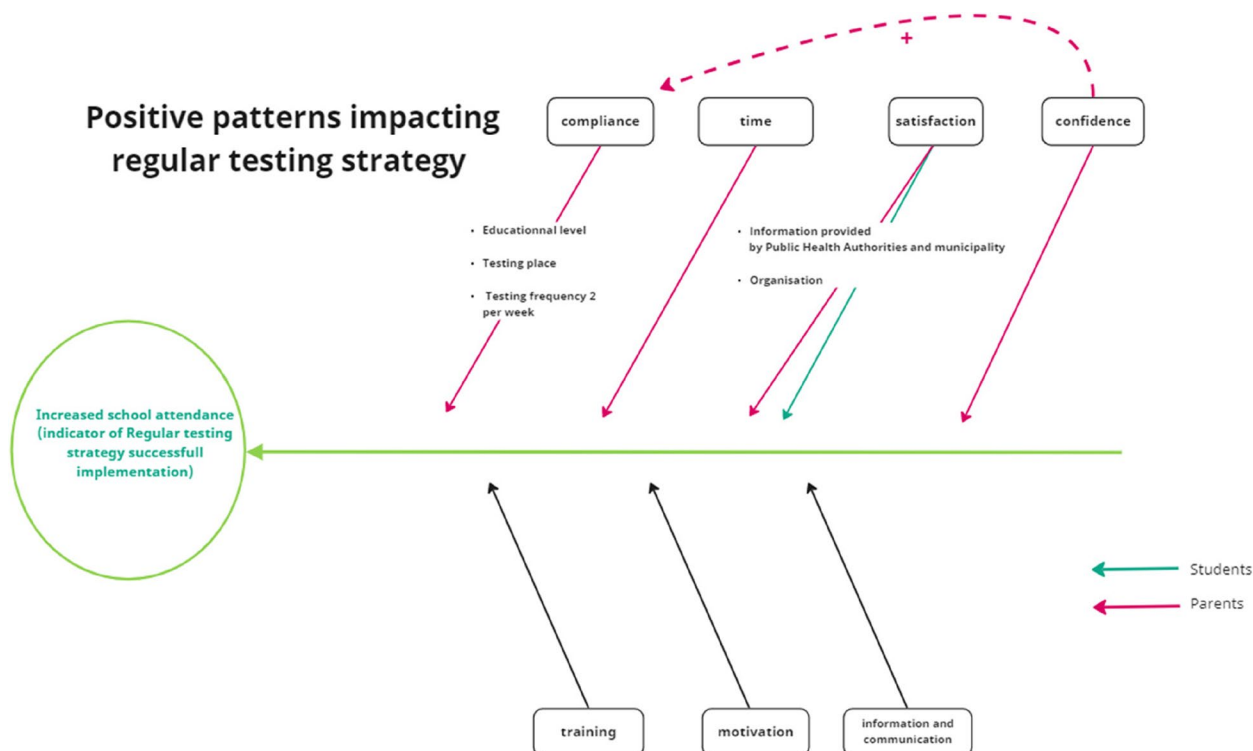 +
Positive patterns impacting
regular testing strategy
compliance
time
satisfaction
confidence
• Educationnal level
• Testing place
• Testing frequency 2
per week
• Information provided
by Public Health Authorities and municipality
• Organisation
Increased school attendance
(indicator of Regular testing
strategy successfull
implementation)
Students
Parents
training
motivation
information and
communication